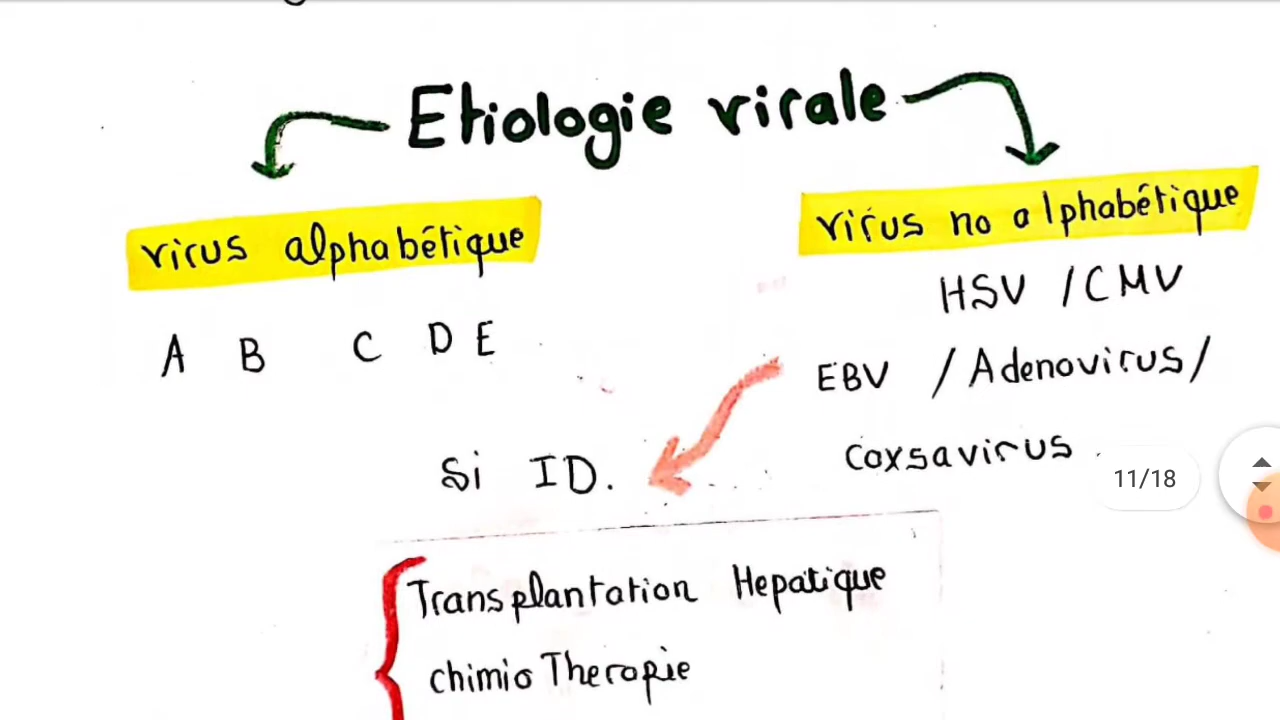 Etiologie virale
virus alphabétique
virus no alphabétique
A B C D E
HSV / CMV
EBV / Adenovirus /
Coxsavirus
Si ID.
11/18
Transplantation Hepatique
chimio Therapie